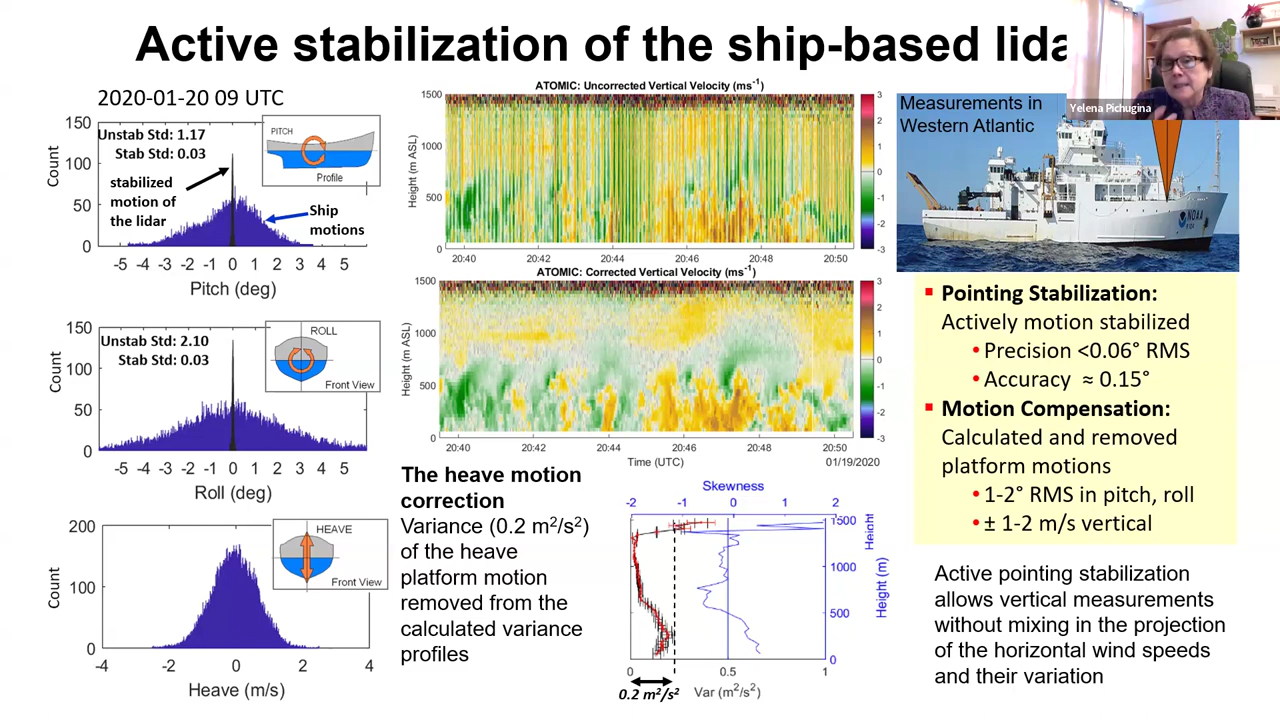 Active stabilization of the ship-based lida
Yelena Pichugina
2020-01-20 09 UTC
150
100
50
0
Count
Unstab Std: 1.17
Stab Std: 0.03
stabilized
motion of
the lidar
Ship
motions
PITCH
Profile
-5 -4 -3 -2 -1 0 1 2 3 4 5
Pitch (deg)
150
100
50
0
Count
Unstab Std: 2.10
Stab Std: 0.03
ROLL
Front View
-5 -4 -3 -2 -1 0 1 2 3 4 5
Roll (deg)
200
100
0
Count
HEAVE
Front View
-4 -2 0 2 4
Heave (m/s)
ATOMIC: Uncorrected Vertical Velocity (ms-1)
1500
1000
500
0
Height (m ASL)
20:40 20:42 20:44 20:46 20:48 20:50
3
2
1
0
-1
-2
-3
ATOMIC: Corrected Vertical Velocity (ms-1)
1500
1000
500
0
Height (m ASL)
20:40 20:42 20:44 20:46 20:48 20:50
Time (UTC)
01/19/2020
3
2
1
0
-1
-2
-3
The heave motion
correction
Variance (0.2 m²/s²)
of the heave
platform motion
removed from the
calculated variance
profiles
Skewness
-2 -1 0 1 2
1500
1000
500
0
Height
Height (m)
0 0.5 1
0.2 m²/s²
Var (m²/s²)
Measurements in
Western Atlantic
NOAA
▪ Pointing Stabilization:
Actively motion stabilized
• Precision <0.06° RMS
• Accuracy ≈ 0.15°
▪ Motion Compensation:
Calculated and removed
platform motions
• 1-2° RMS in pitch, roll
• ± 1-2 m/s vertical
Active pointing stabilization
allows vertical measurements
without mixing in the projection
of the horizontal wind speeds
and their variation